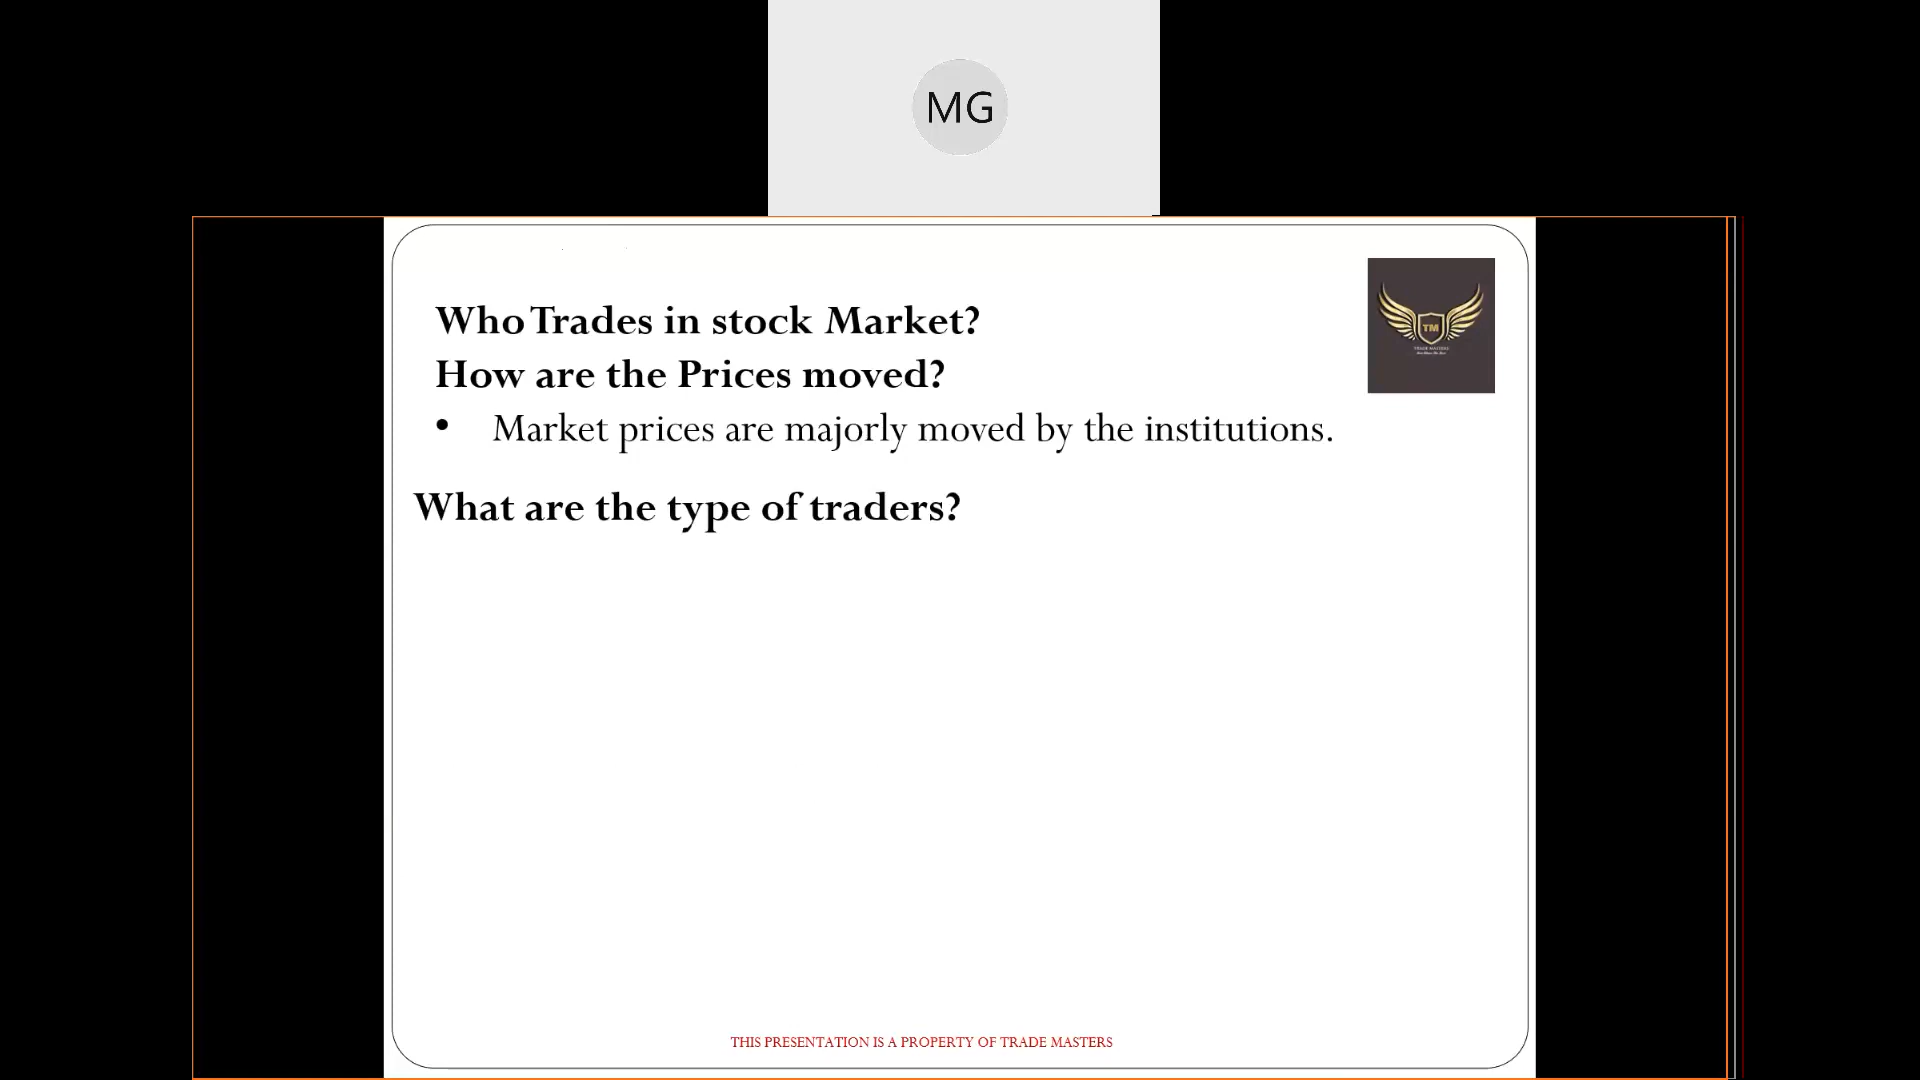 MG
Who Trades in stock Market?
TM
How are the Prices moved?
• Market prices are majorly moved by the institutions.
What are the type of traders?
THIS PRESENTATION IS A PROPERTY OF TRADE MASTERS